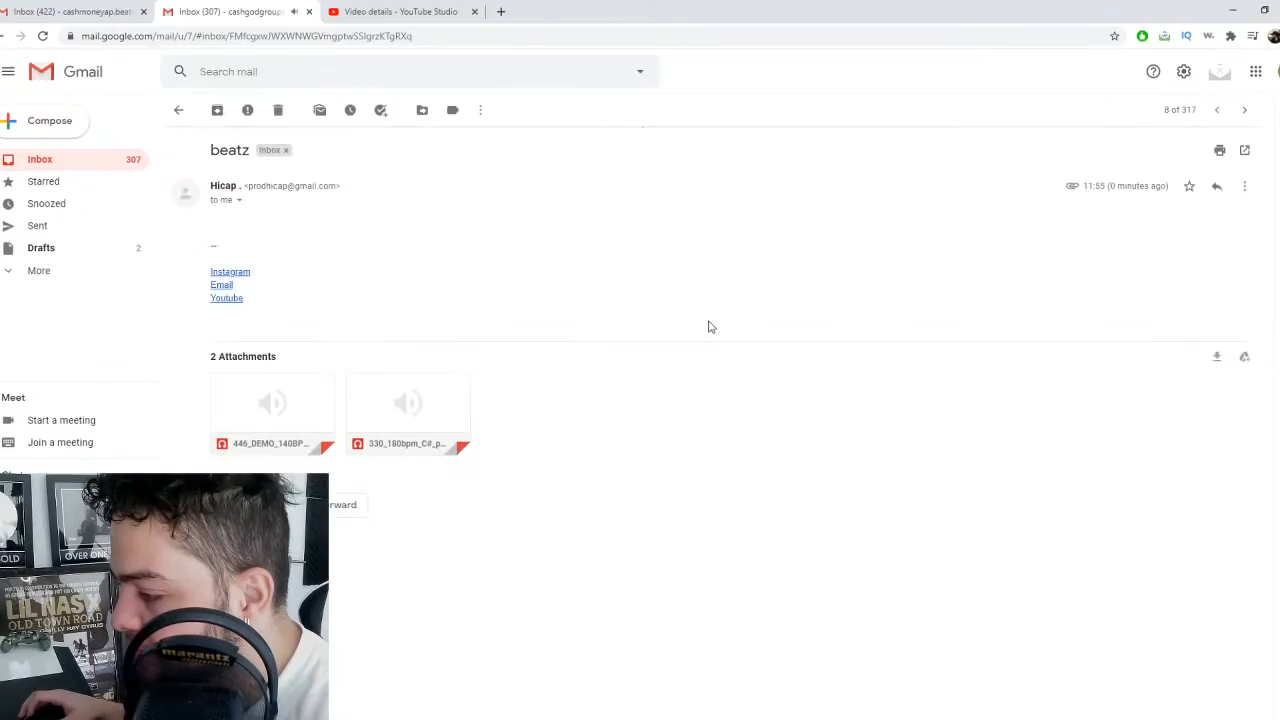 Inbox (422) - cashmoneyap.beat
Inbox (307) - cashgodgroup
Video details - YouTube Studio
mail.google.com/mail/u/7/#inbox/FMfcgxwJWXWNWGVmgptwSSlgrzKTgRXq
Gmail
Search mail
Compose
8 of 317
Inbox 307
Starred
Snoozed
Sent
Drafts 2
More
beatz Inbox x
Hicap . <prodhicap@gmail.com>
11:55 (0 minutes ago)
to me
--
Instagram
Email
Youtube
2 Attachments
446_DEMO_140BP...
330_180bpm_C#_p...
Meet
Start a meeting
Join a meeting
rward
GOLD
OVER ONE
LIL NAS X
OLD TOWN ROAD
RAY CYRUS
marantz